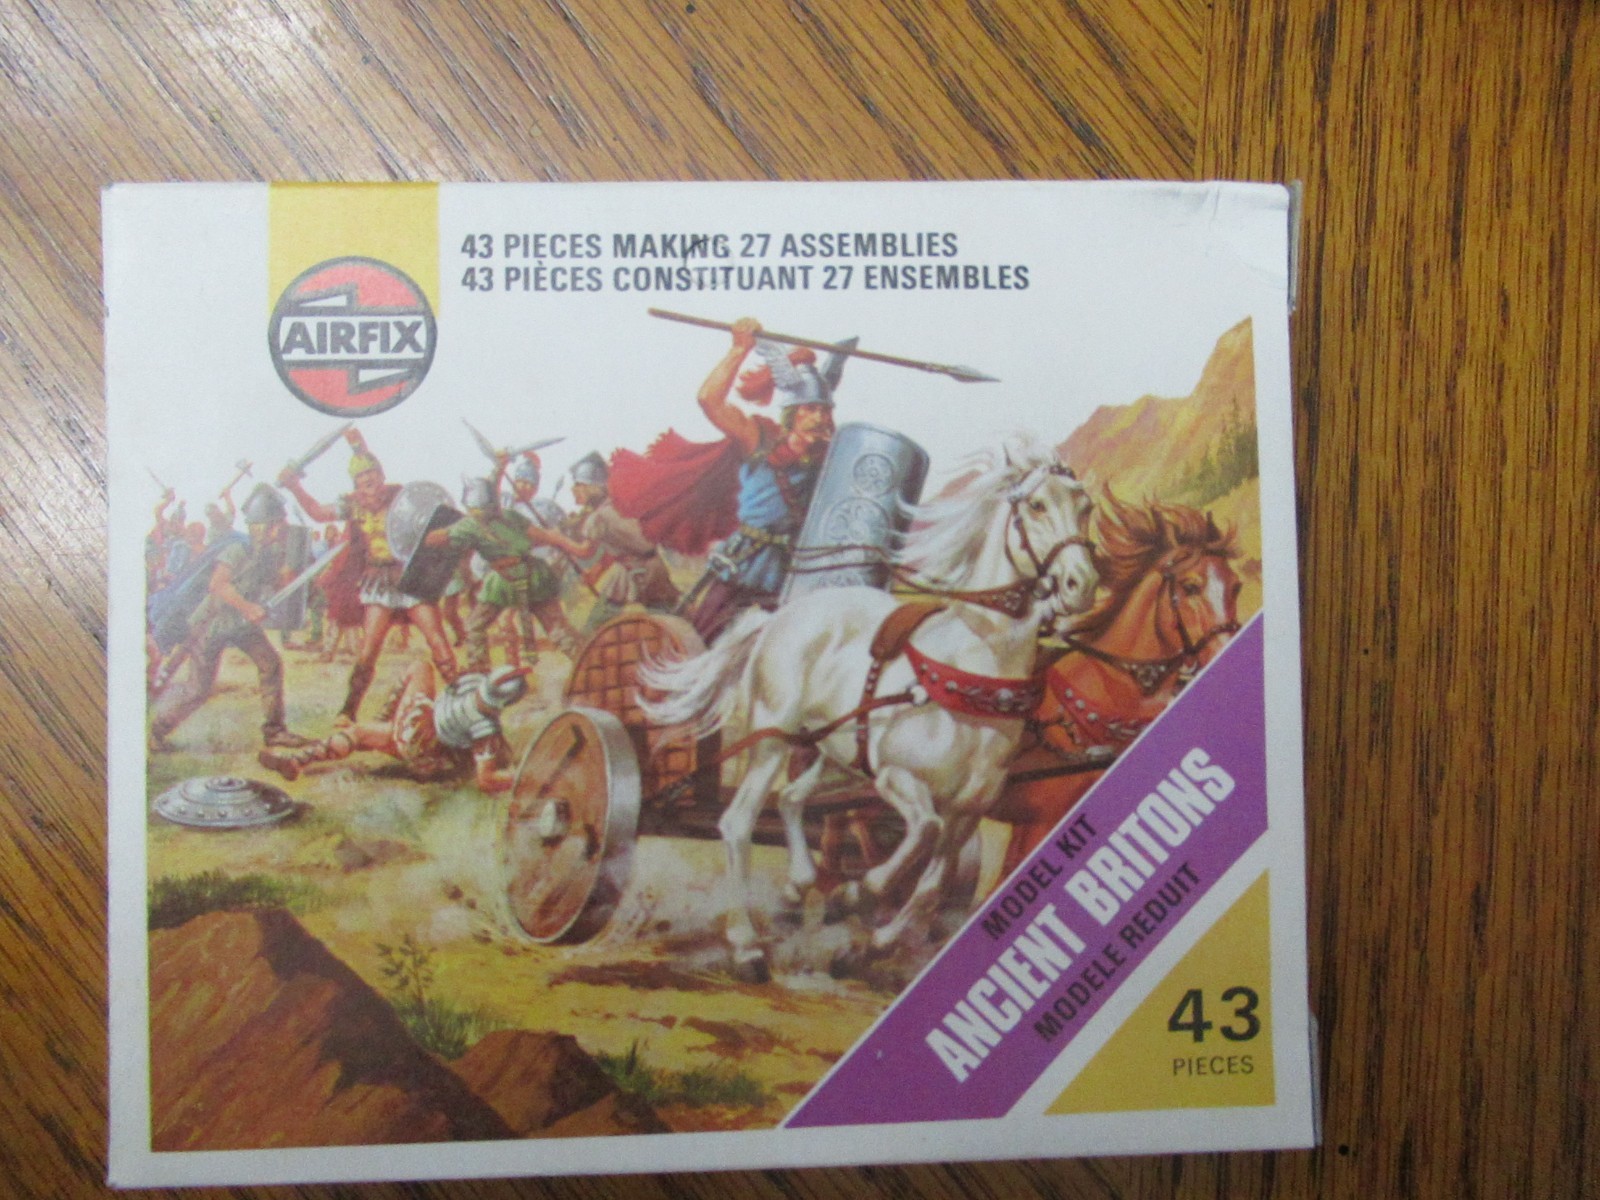 43 PIECES MAKING 27 ASSEMBLIES
43 PIÈCES CONSTITUANT 27 ENSEMBLES
AIRFIX
MODEL KIT
ANCIENT BRITONS
MODELE REDUIT
43
PIECES